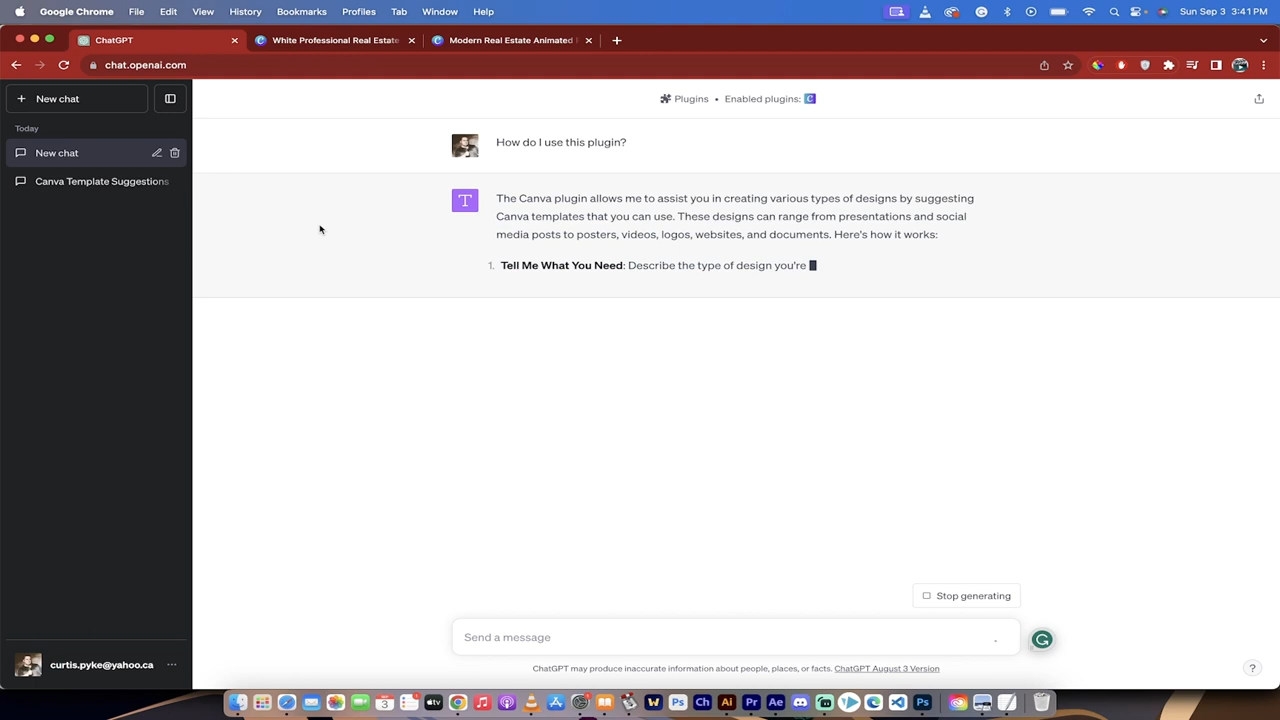 Chrome File Edit View History Bookmarks Profiles Tab Window Help Sun Sep 3 3:41 PM
ChatGPT White Professional Real Estate Modern Real Estate Animated
chat.openai.com
New chat
Plugins • Enabled plugins:
Today
New chat
Canva Template Suggestions
How do I use this plugin?
T
The Canva plugin allows me to assist you in creating various types of designs by suggesting
Canva templates that you can use. These designs can range from presentations and social
media posts to posters, videos, logos, websites, and documents. Here's how it works:
1. Tell Me What You Need: Describe the type of design you're
Stop generating
Send a message
ChatGPT may produce inaccurate information about people, places, or facts. ChatGPT August 3 Version
curtis.pyke@yahoo.ca
?